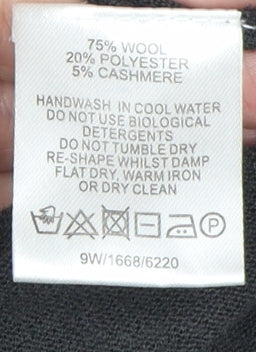 75% WOOL
20% POLYESTER
5% CASHMERE
HANDWASH IN COOL WATER
DO NOT USE BIOLOGICAL
DETERGENTS
DO NOT TUMBLE DRY
RE-SHAPE WHILST DAMP
FLAT DRY, WARM IRON
OR DRY CLEAN
P
9W/1668/6220